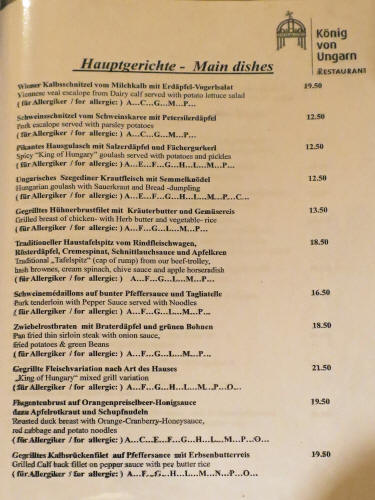 König
von
Ungarn
RESTAURANT
Hauptgerichte - Main dishes
Wiener Kalbsschnitzel vom Milchkalb mit Erdäpfel-Vogerlsalat 19.50
Viennese veal escalope from Dairy calf served with potato lettuce salad
( für Allergiker / for allergic: ) A...C...G...M...P...
Schweinsschnitzel vom Schweinskaree mit Petersilerdäpfel 12.50
Pork escalope served with parsley potatoes
( für Allergiker / for allergic: ) A...C...G...M...P...
Pikantes Hausgulasch mit Salzerdäpfel und Fächergurkerl 12.50
Spicy "King of Hungary" goulash served with potatoes and pickles
( für Allergiker / for allergic: ) A...E...F...G...H...L...M...P...
Ungarisches Szegediner Krautfleisch mit Semmelknödel 12.50
Hungarian goulash with Sauerkraut and Bread -dumpling
( für Allergiker / for allergic: ) A...F...G...H...L...M...P...C...
Gegrilltes Hühnerbrustfilet mit Kräuterbutter und Gemüsereis 13.50
Grilled breast of chicken- with Herb butter and vegetable- rice
( für Allergiker / for allergic: ) A...F...G...L...M...P...
Traditioneller Haustafelspitz vom Rindfleischwagen, 18.50
Rösterdäpfel, Cremespinat, Schnittlauchsauce und Apfelkren
Traditional „Tafelspitz" (cap of rump) from our beef-trolley,
hash brownes, cream spinach, chive sauce and apple horseradish
( für Allergiker / for allergic: ) A...F...G...L...M...P...
Schweinemédaillons auf bunter Pfeffersauce und Tagliatelle 16.50
Pork tenderloin with Pepper Sauce served with Noodles
( für Allergiker / for allergic: ) A...F...G...L...M...P...
Zwiebelrostbraten mit Braterdäpfel und grünen Bohnen 18.50
Pan fried thin sirloin steak with onion sauce,
fried potatoes & green Beans
( für Allergiker / for allergic: ) A...F...G...L...M...P...
Gegrillte Fleischvariation nach Art des Hauses 21.50
„King of Hungary" mixed grill variation
( für Allergiker / for allergic: ) A...F...G...H...L...M...P...O...
Flugentenbrust auf Orangenpreiselbeer-Honigsauce 19.50
dazu Apfelrotkraut und Schupfnudeln
Roasted duck breast with Orange-Cranberry-Honeysauce,
red cabbage and potato noodles
( für Allergiker / for allergic: ) A...C...E...F...G...H...L...M...P...O...
Gegrilltes Kalbsrückenfilet auf Pfeffersauce mit Erbsenbutterreis 19.50
Grilled Calf back fillet on pepper sauce with pea butter rice
( für Allergiker / for allergic: ) A...F...G...H...L...M...N...P...O...